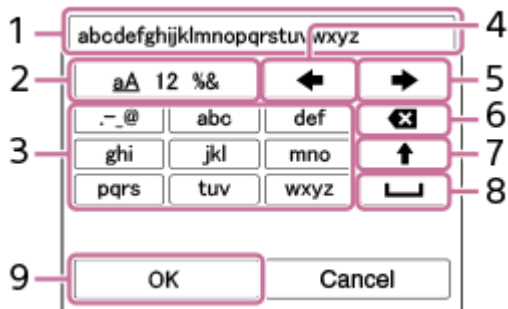 1 abcdefghijklmnopqrstuvwxyz 4
2 aA 12 %& 5
.-_@ abc def 6
3 ghi jkl mno 7
pqrs tuv wxyz 8
9 OK Cancel